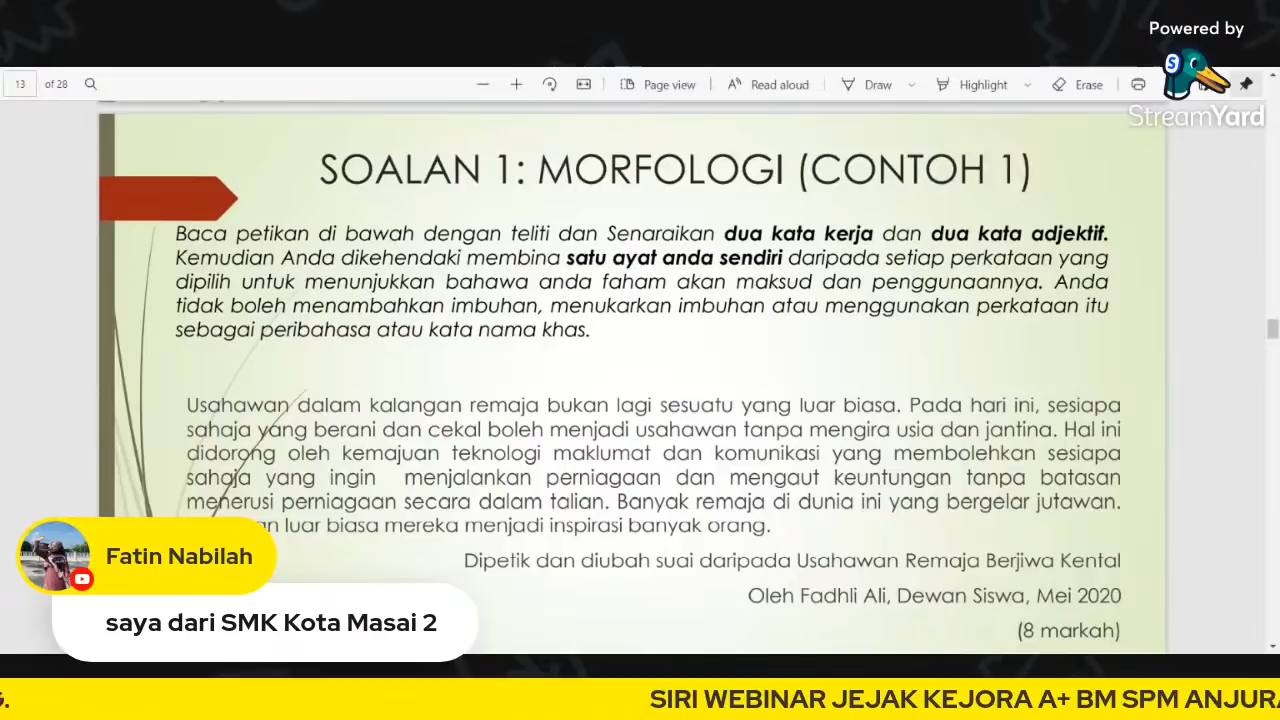 Powered by
StreamYard
13 of 28 Page view Read aloud Draw Highlight Erase
SOALAN 1: MORFOLOGI (CONTOH 1)
Baca petikan di bawah dengan teliti dan Senaraikan dua kata kerja dan dua kata adjektif.
Kemudian Anda dikehendaki membina satu ayat anda sendiri daripada setiap perkataan yang
dipilih untuk menunjukkan bahawa anda faham akan maksud dan penggunaannya. Anda
tidak boleh menambahkan imbuhan, menukarkan imbuhan atau menggunakan perkataan itu
sebagai peribahasa atau kata nama khas.
Usahawan dalam kalangan remaja bukan lagi sesuatu yang luar biasa. Pada hari ini, sesiapa
sahaja yang berani dan cekal boleh menjadi usahawan tanpa mengira usia dan jantina. Hal ini
didorong oleh kemajuan teknologi maklumat dan komunikasi yang membolehkan sesiapa
sahaja yang ingin menjalankan perniagaan dan mengaut keuntungan tanpa batasan
menerusi perniagaan secara dalam talian. Banyak remaja di dunia ini yang bergelar jutawan.
luar biasa mereka menjadi inspirasi banyak orang.
Dipetik dan diubah suai daripada Usahawan Remaja Berjiwa Kental
Oleh Fadhli Ali, Dewan Siswa, Mei 2020
(8 markah)
Fatin Nabilah
saya dari SMK Kota Masai 2
SIRI WEBINAR JEJAK KEJORA A+ BM SPM ANJURA